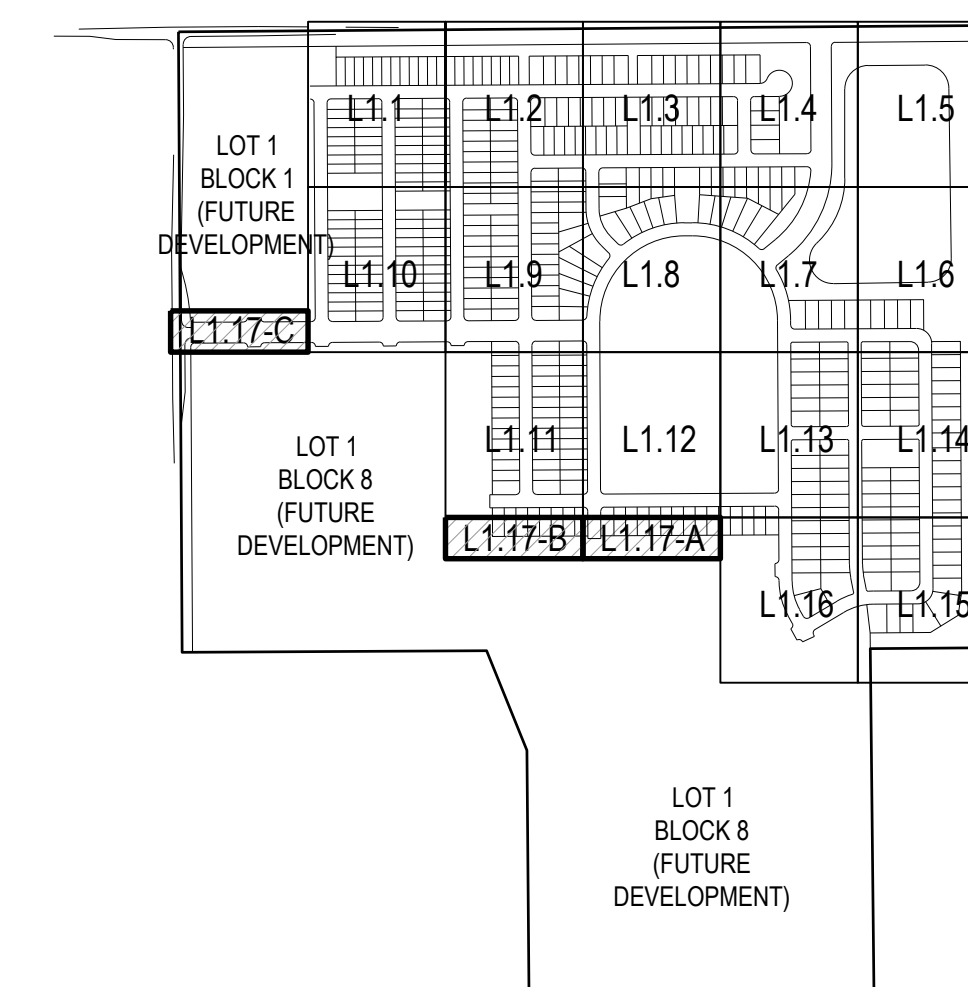 L1.1
L1.2
L1.3
L1.4
L1.5
LOT 1
BLOCK 1
(FUTURE
DEVELOPMENT)
L1.10
L1.9
L1.8
L1.7
L1.6
L1.17-C
L1.11
L1.12
L1.13
L1.14
LOT 1
BLOCK 8
(FUTURE
DEVELOPMENT)
L1.17-B
L1.17-A
L1.16
L1.15
LOT 1
BLOCK 8
(FUTURE
DEVELOPMENT)